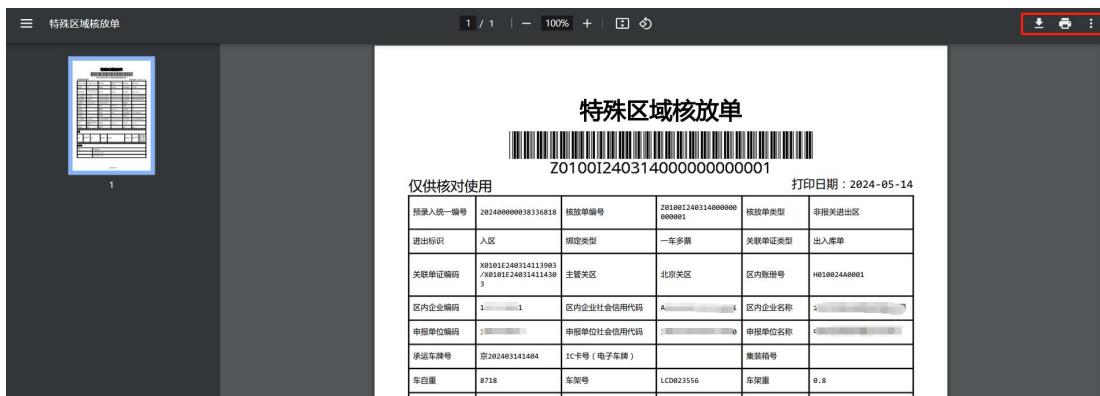 特殊区域核放单
1 / 1
100%
1
特殊区域核放单
Z0100I240314000000000001
仅供核对使用
打印日期：2024-05-14
预录入统一编号 202400000038336818 核放单编号 Z0100I240314000000000001 核放单类型 非报关进出区
进出标识 入区 绑定类型 一车多票 关联单证类型 出入库单
关联单证编码 X0101E240314113903/X0101E240314114303 主管关区 北京关区 区内账册号 H010024A0001
区内企业编码 1 1 区内企业社会信用代码 A 区内企业名称
申报单位编码 申报单位社会信用代码 申报单位名称
承运车牌号 京202403141404 IC卡号（电子车牌） 集装箱号
车自重 8718 车架号 LCD023556 车架重 0.8